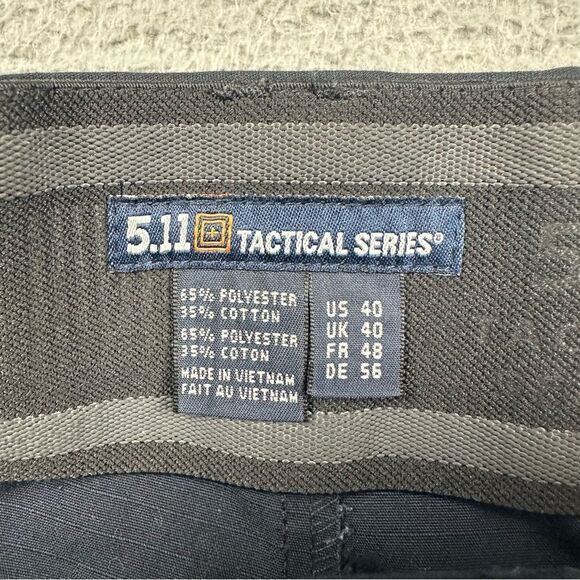 5.11 TACTICAL SERIES®
65% POLYESTER
35% COTTON
65% POLYESTER
35% COTON
MADE IN VIETNAM
FAIT AU VIETNAM
US 40
UK 40
FR 48
DE 56